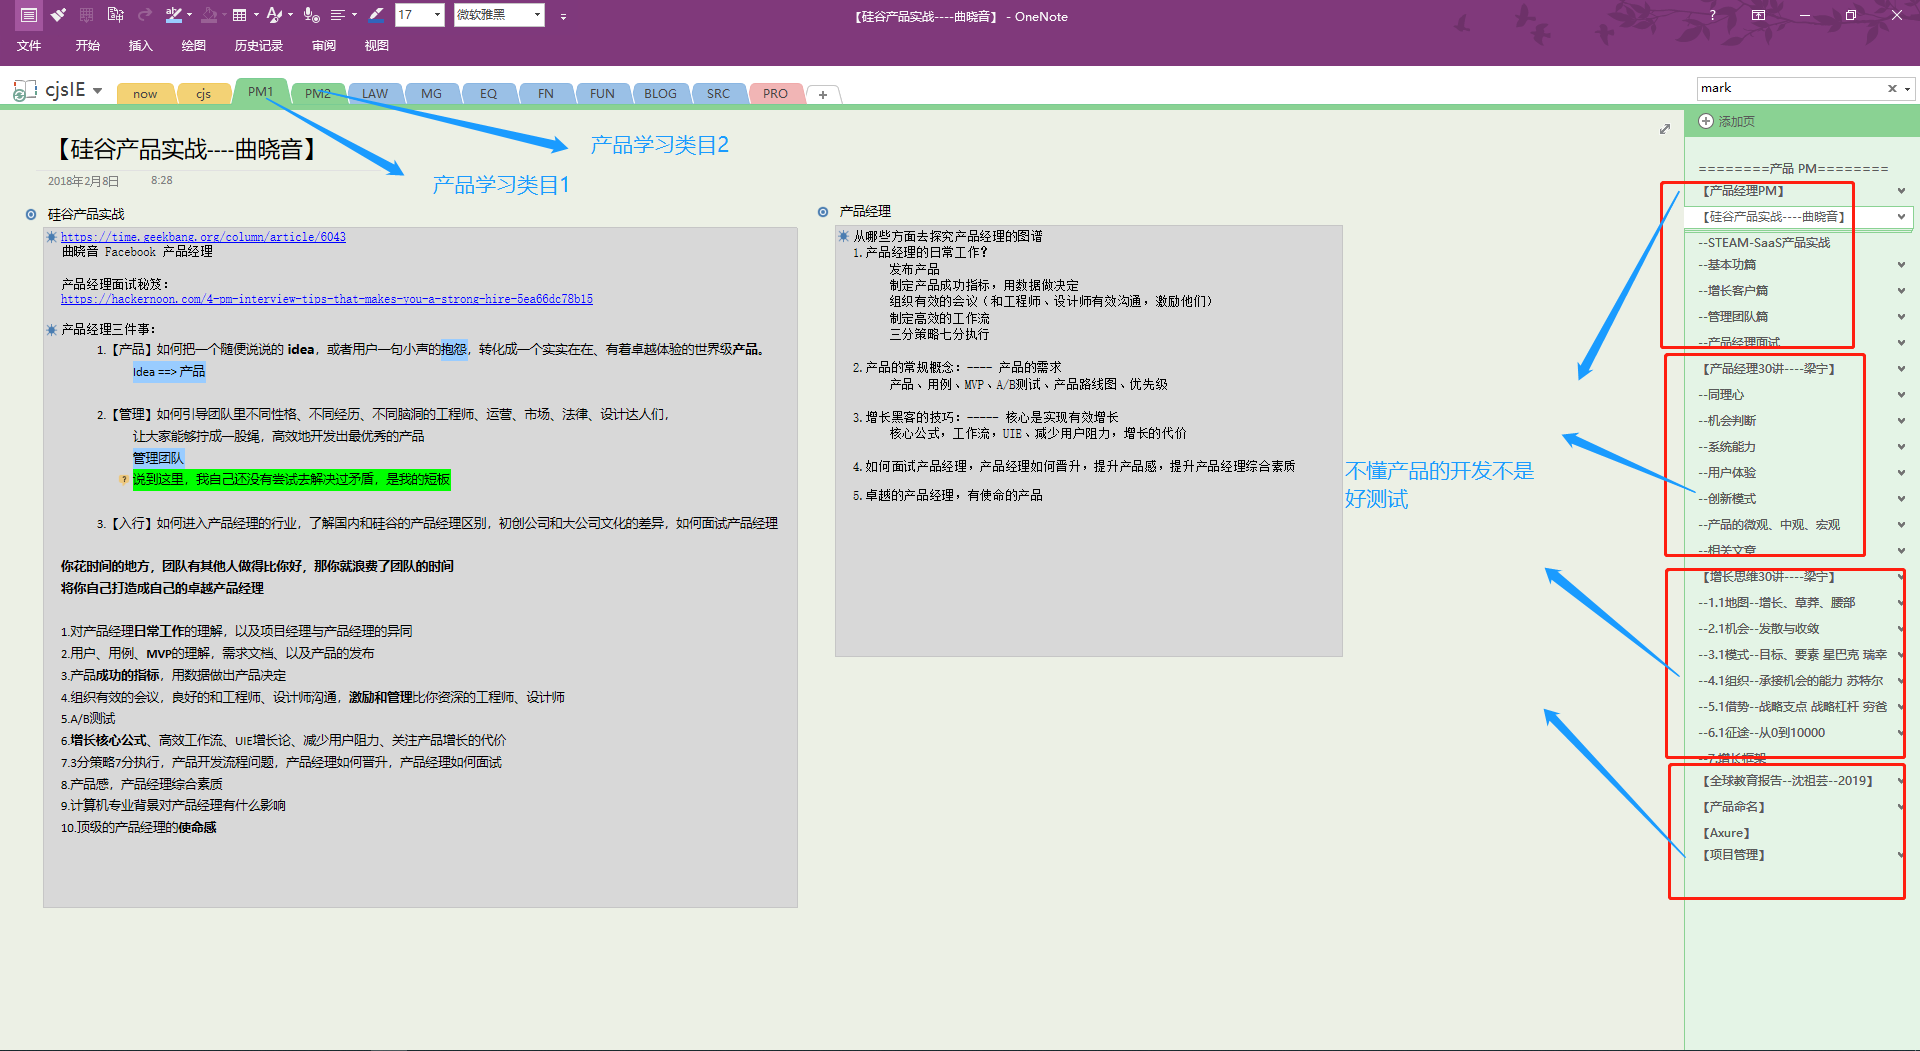 17
微软雅黑
【硅谷产品实战----曲晓音】 - OneNote
?
文件 开始 插入 绘图 历史记录 审阅 视图
cjsIE
now cjs PM1 PM2 LAW MG EQ FN FUN BLOG SRC PRO +
mark
添加页
【硅谷产品实战----曲晓音】
2018年2月8日 8:28
产品学习类目2
产品学习类目1
硅谷产品实战
https://time.geekbang.org/column/article/6043
曲晓音 Facebook 产品经理
产品经理面试秘笈：
https://hackernoon.com/4-pm-interview-tips-that-makes-you-a-strong-hire-5ea66dc78b15
产品经理三件事：
1.【产品】如何把一个随便说说的 idea，或者用户一句小声的抱怨，转化成一个实实在在、有着卓越体验的世界级产品。
Idea ==> 产品
2.【管理】如何引导团队里不同性格、不同经历、不同脑洞的工程师、运营、市场、法律、设计达人们，
让大家能够拧成一股绳，高效地开发出最优秀的产品
管理团队
说到这里，我自己还没有尝试去解决过矛盾，是我的短板
3.【入行】如何进入产品经理的行业，了解国内和硅谷的产品经理区别，初创公司和大公司文化的差异，如何面试产品经理
你花时间的地方，团队有其他人做得比你好，那你就浪费了团队的时间
将你自己打造成自己的卓越产品经理
1.对产品经理日常工作的理解，以及项目经理与产品经理的异同
2.用户、用例、MVP的理解，需求文档、以及产品的发布
3.产品成功的指标，用数据做出产品决定
4.组织有效的会议，良好的和工程师、设计师沟通，激励和管理比你资深的工程师、设计师
5.A/B测试
6.增长核心公式、高效工作流、UIE增长论、减少用户阻力、关注产品增长的代价
7.3分策略7分执行，产品开发流程问题，产品经理如何晋升，产品经理如何面试
8.产品感，产品经理综合素质
9.计算机专业背景对产品经理有什么影响
10.顶级的产品经理的使命感
产品经理
从哪些方面去探究产品经理的图谱
1.产品经理的日常工作？
发布产品
制定产品成功指标，用数据做决定
组织有效的会议（和工程师、设计师有效沟通，激励他们）
制定高效的工作流
三分策略七分执行
2.产品的常规概念：---- 产品的需求
产品、用例、MVP、A/B测试、产品路线图、优先级
3.增长黑客的技巧：----- 核心是实现有效增长
核心公式，工作流，UIE、减少用户阻力，增长的代价
4.如何面试产品经理，产品经理如何晋升，提升产品感，提升产品经理综合素质
5.卓越的产品经理，有使命的产品
不懂产品的开发不是
好测试
========产品 PM========
【产品经理PM】
【硅谷产品实战----曲晓音】
--STEAM-SaaS产品实战
--基本功篇
--增长客户篇
--管理团队篇
--产品经理面试
【产品经理30讲----梁宁】
--同理心
--机会判断
--系统能力
--用户体验
--创新模式
--产品的微观、中观、宏观
--相关文章
【增长思维30讲----梁宁】
--1.1地图--增长、草莽、腰部
--2.1机会--发散与收敛
--3.1模式--目标、要素 星巴克 瑞幸
--4.1组织--承接机会的能力 苏特尔
--5.1借势--战略支点 战略杠杆 穷爸
--6.1征途--从0到10000
--7.增长框架
【全球教育报告--沈祖芸--2019】
【产品命名】
【Axure】
【项目管理】